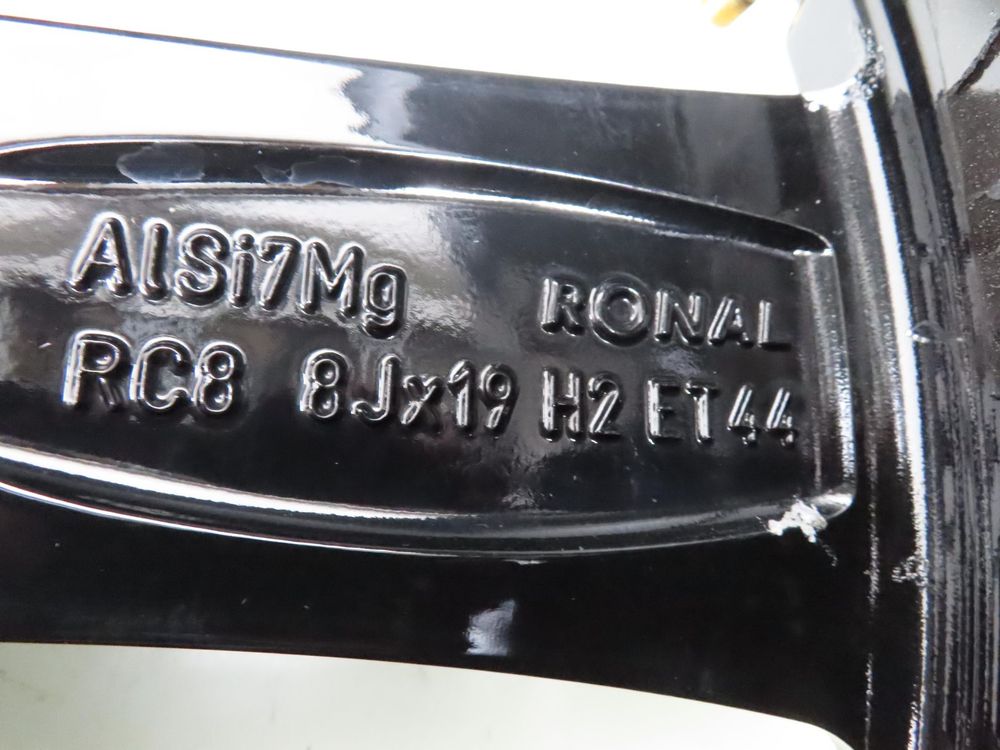 AlSi7Mg RONAL
RC8 8Jx19 H2 ET44